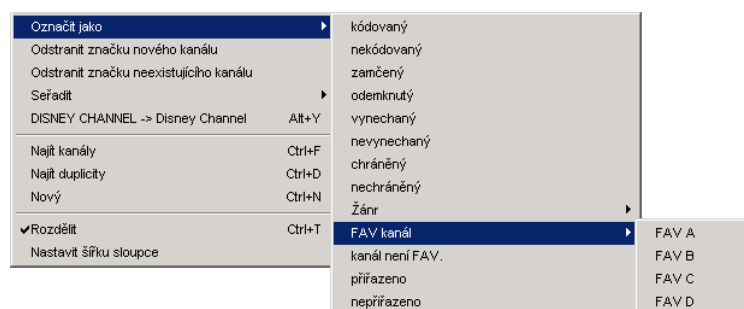 Označit jako
Odstranit značku nového kanálu
Odstranit značku neexistujícího kanálu
Seřadit
DISNEY CHANNEL -> Disney Channel Alt+Y
Najít kanály Ctrl+F
Najít duplicity Ctrl+D
Nový Ctrl+N
Rozdělit Ctrl+T
Nastavit šířku sloupce
kódovaný
nekódovaný
zamčený
odemknutý
vynechaný
nevynechaný
chráněný
nechráněný
Žánr
FAV kanál
kanál není FAV.
přiřazeno
nepřiřazeno
FAV A
FAV B
FAV C
FAV D